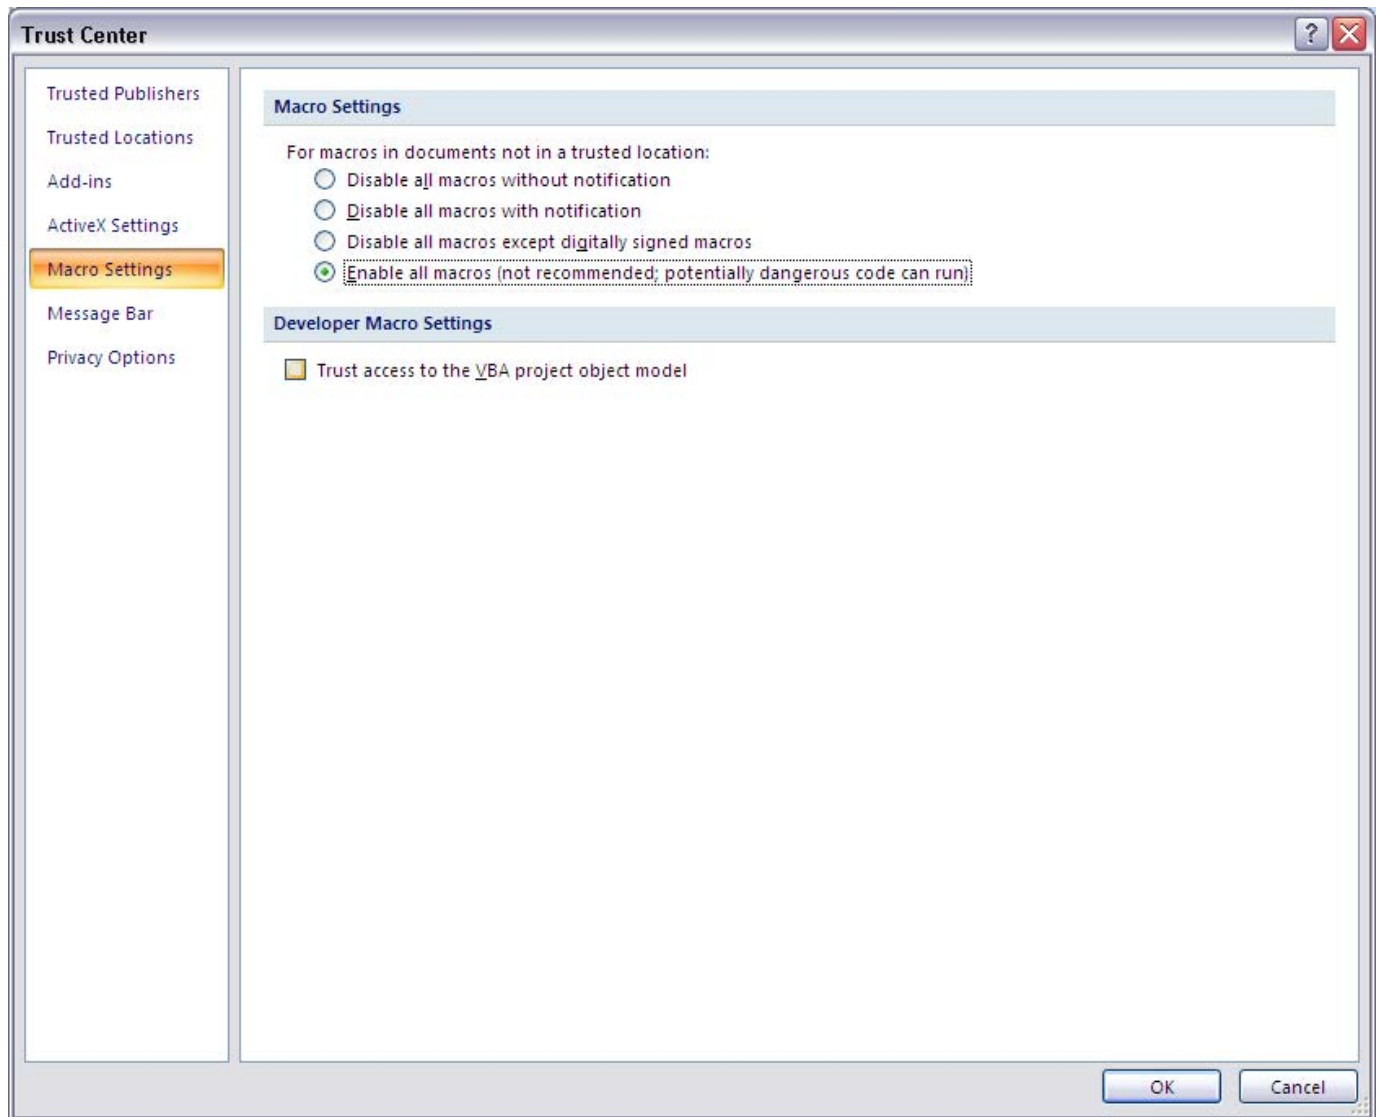 Trust Center
Trusted Publishers
Trusted Locations
Add-ins
ActiveX Settings
Macro Settings
Message Bar
Privacy Options
Macro Settings
For macros in documents not in a trusted location:
Disable all macros without notification
Disable all macros with notification
Disable all macros except digitally signed macros
Enable all macros (not recommended; potentially dangerous code can run)
Developer Macro Settings
Trust access to the VBA project object model
OK
Cancel